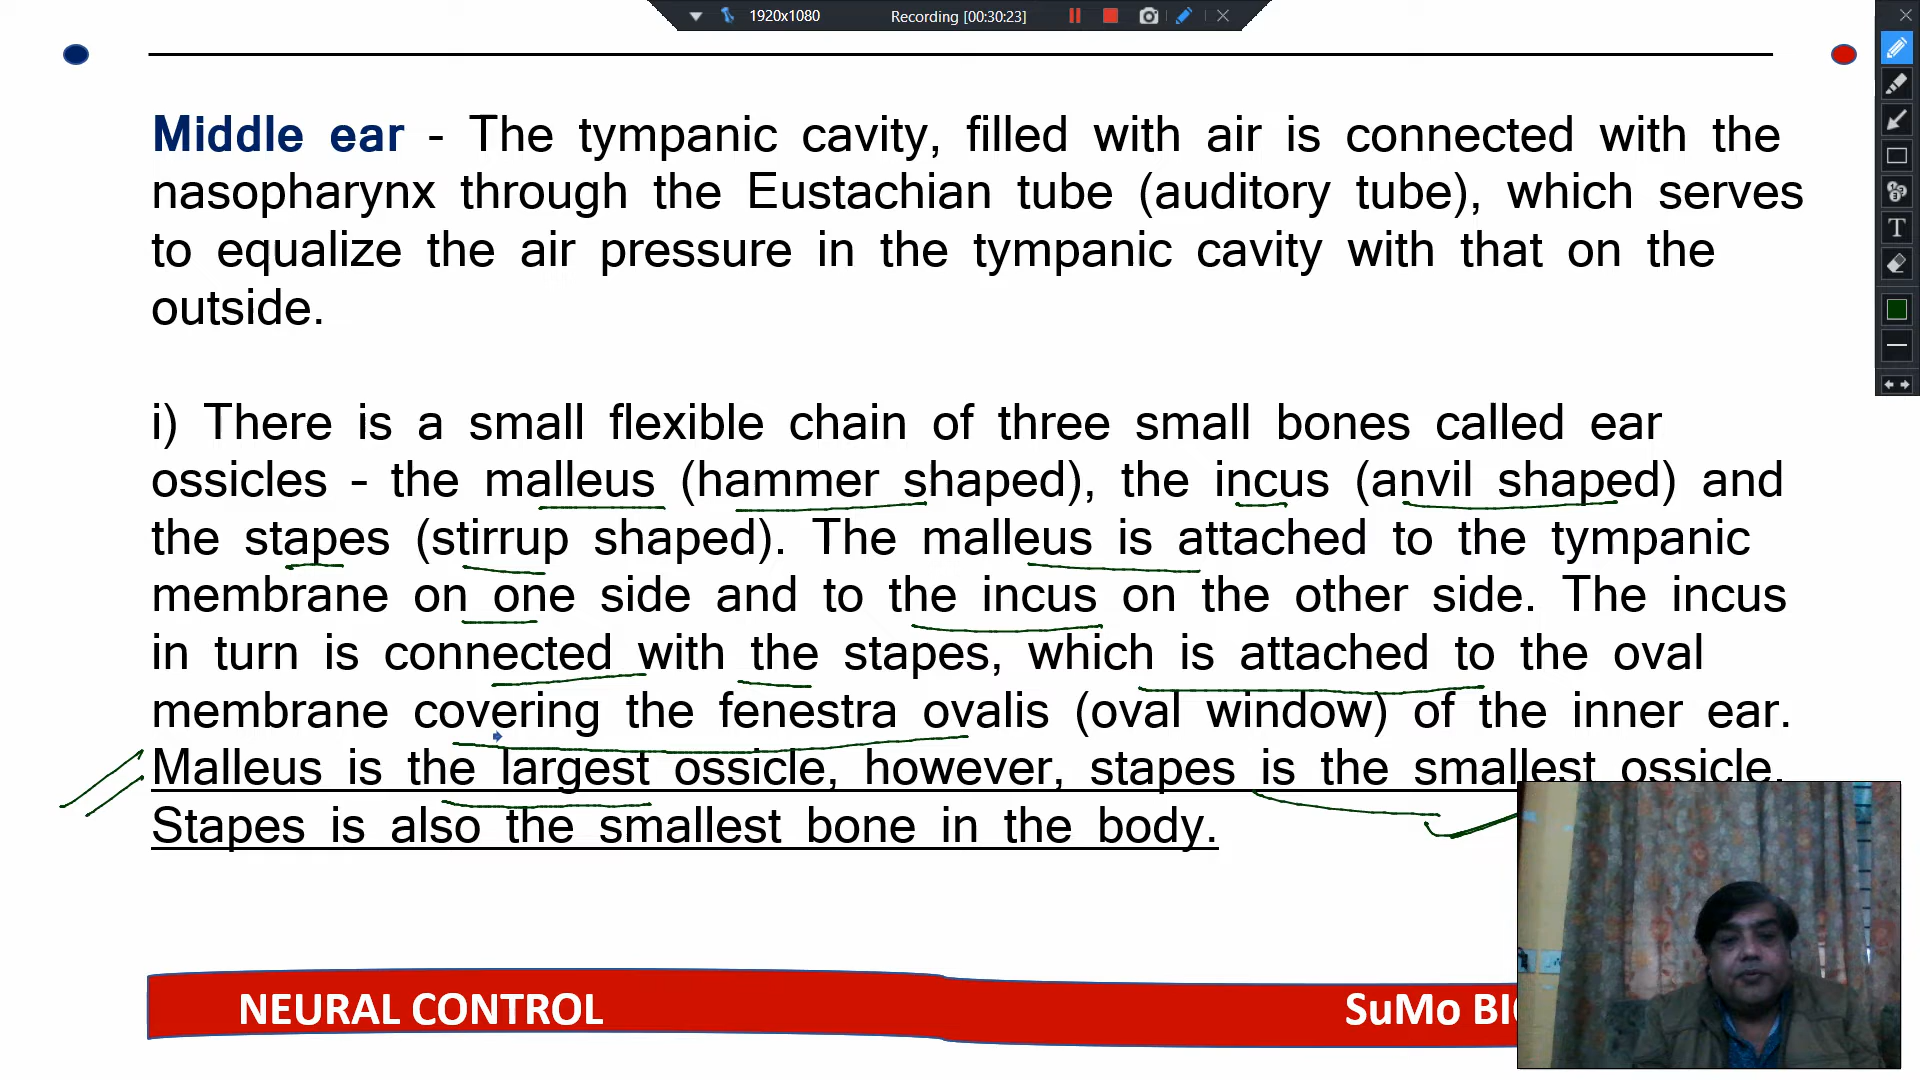 1920x1080 Recording [00:30:23]
Middle ear - The tympanic cavity, filled with air is connected with the
nasopharynx through the Eustachian tube (auditory tube), which serves
to equalize the air pressure in the tympanic cavity with that on the
outside.
i) There is a small flexible chain of three small bones called ear
ossicles – the malleus (hammer shaped), the incus (anvil shaped) and
the stapes (stirrup shaped). The malleus is attached to the tympanic
membrane on one side and to the incus on the other side. The incus
in turn is connected with the stapes, which is attached to the oval
membrane covering the fenestra ovalis (oval window) of the inner ear.
Malleus is the largest ossicle, however, stapes is the smallest ossicle.
Stapes is also the smallest bone in the body.
NEURAL CONTROL SuMo